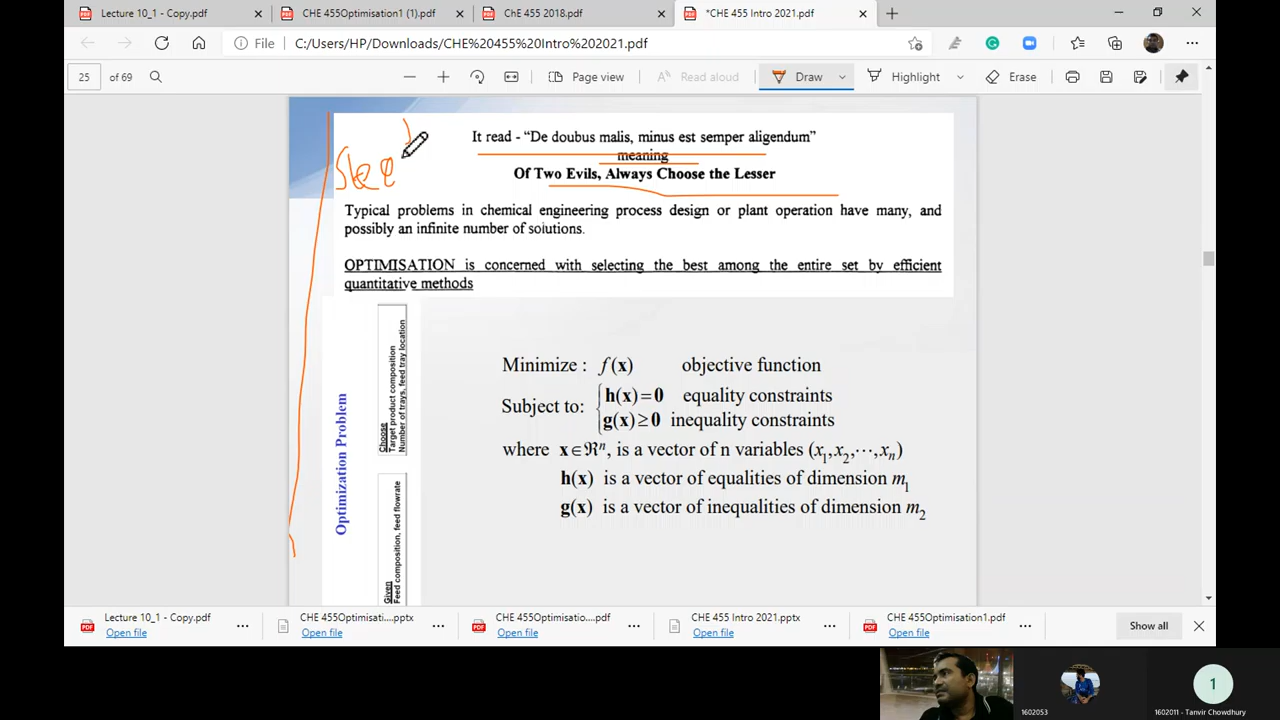 Lecture 10_1 - Copy.pdf
CHE 455Optimisation1 (1).pdf
ChE 455 2018.pdf
*CHE 455 Intro 2021.pdf
File C:/Users/HP/Downloads/CHE%20455%20Intro%202021.pdf
25 of 69 Page view Read aloud Draw Highlight Erase
It read - “De doubus malis, minus est semper aligendum”
meaning
Of Two Evils, Always Choose the Lesser
Typical problems in chemical engineering process design or plant operation have many, and
possibly an infinite number of solutions.
OPTIMISATION is concerned with selecting the best among the entire set by efficient
quantitative methods
Optimization Problem
Choose
Target product composition
Number of trays, feed tray location
Given
Feed composition, feed flowrate
Minimize : f(x) objective function
Subject to: h(x)=0 equality constraints
g(x)≥0 inequality constraints
where x∈ℜⁿ, is a vector of n variables (x₁,x₂,⋯,xₙ)
h(x) is a vector of equalities of dimension m₁
g(x) is a vector of inequalities of dimension m₂
Lecture 10_1 - Copy.pdf
Open file
CHE 455Optimisati....pptx
Open file
CHE 455Optimisatio....pdf
Open file
CHE 455 Intro 2021.pptx
Open file
CHE 455Optimisation1.pdf
Open file
Show all
1602053
1
1602011 - Tanvir Chowdhury